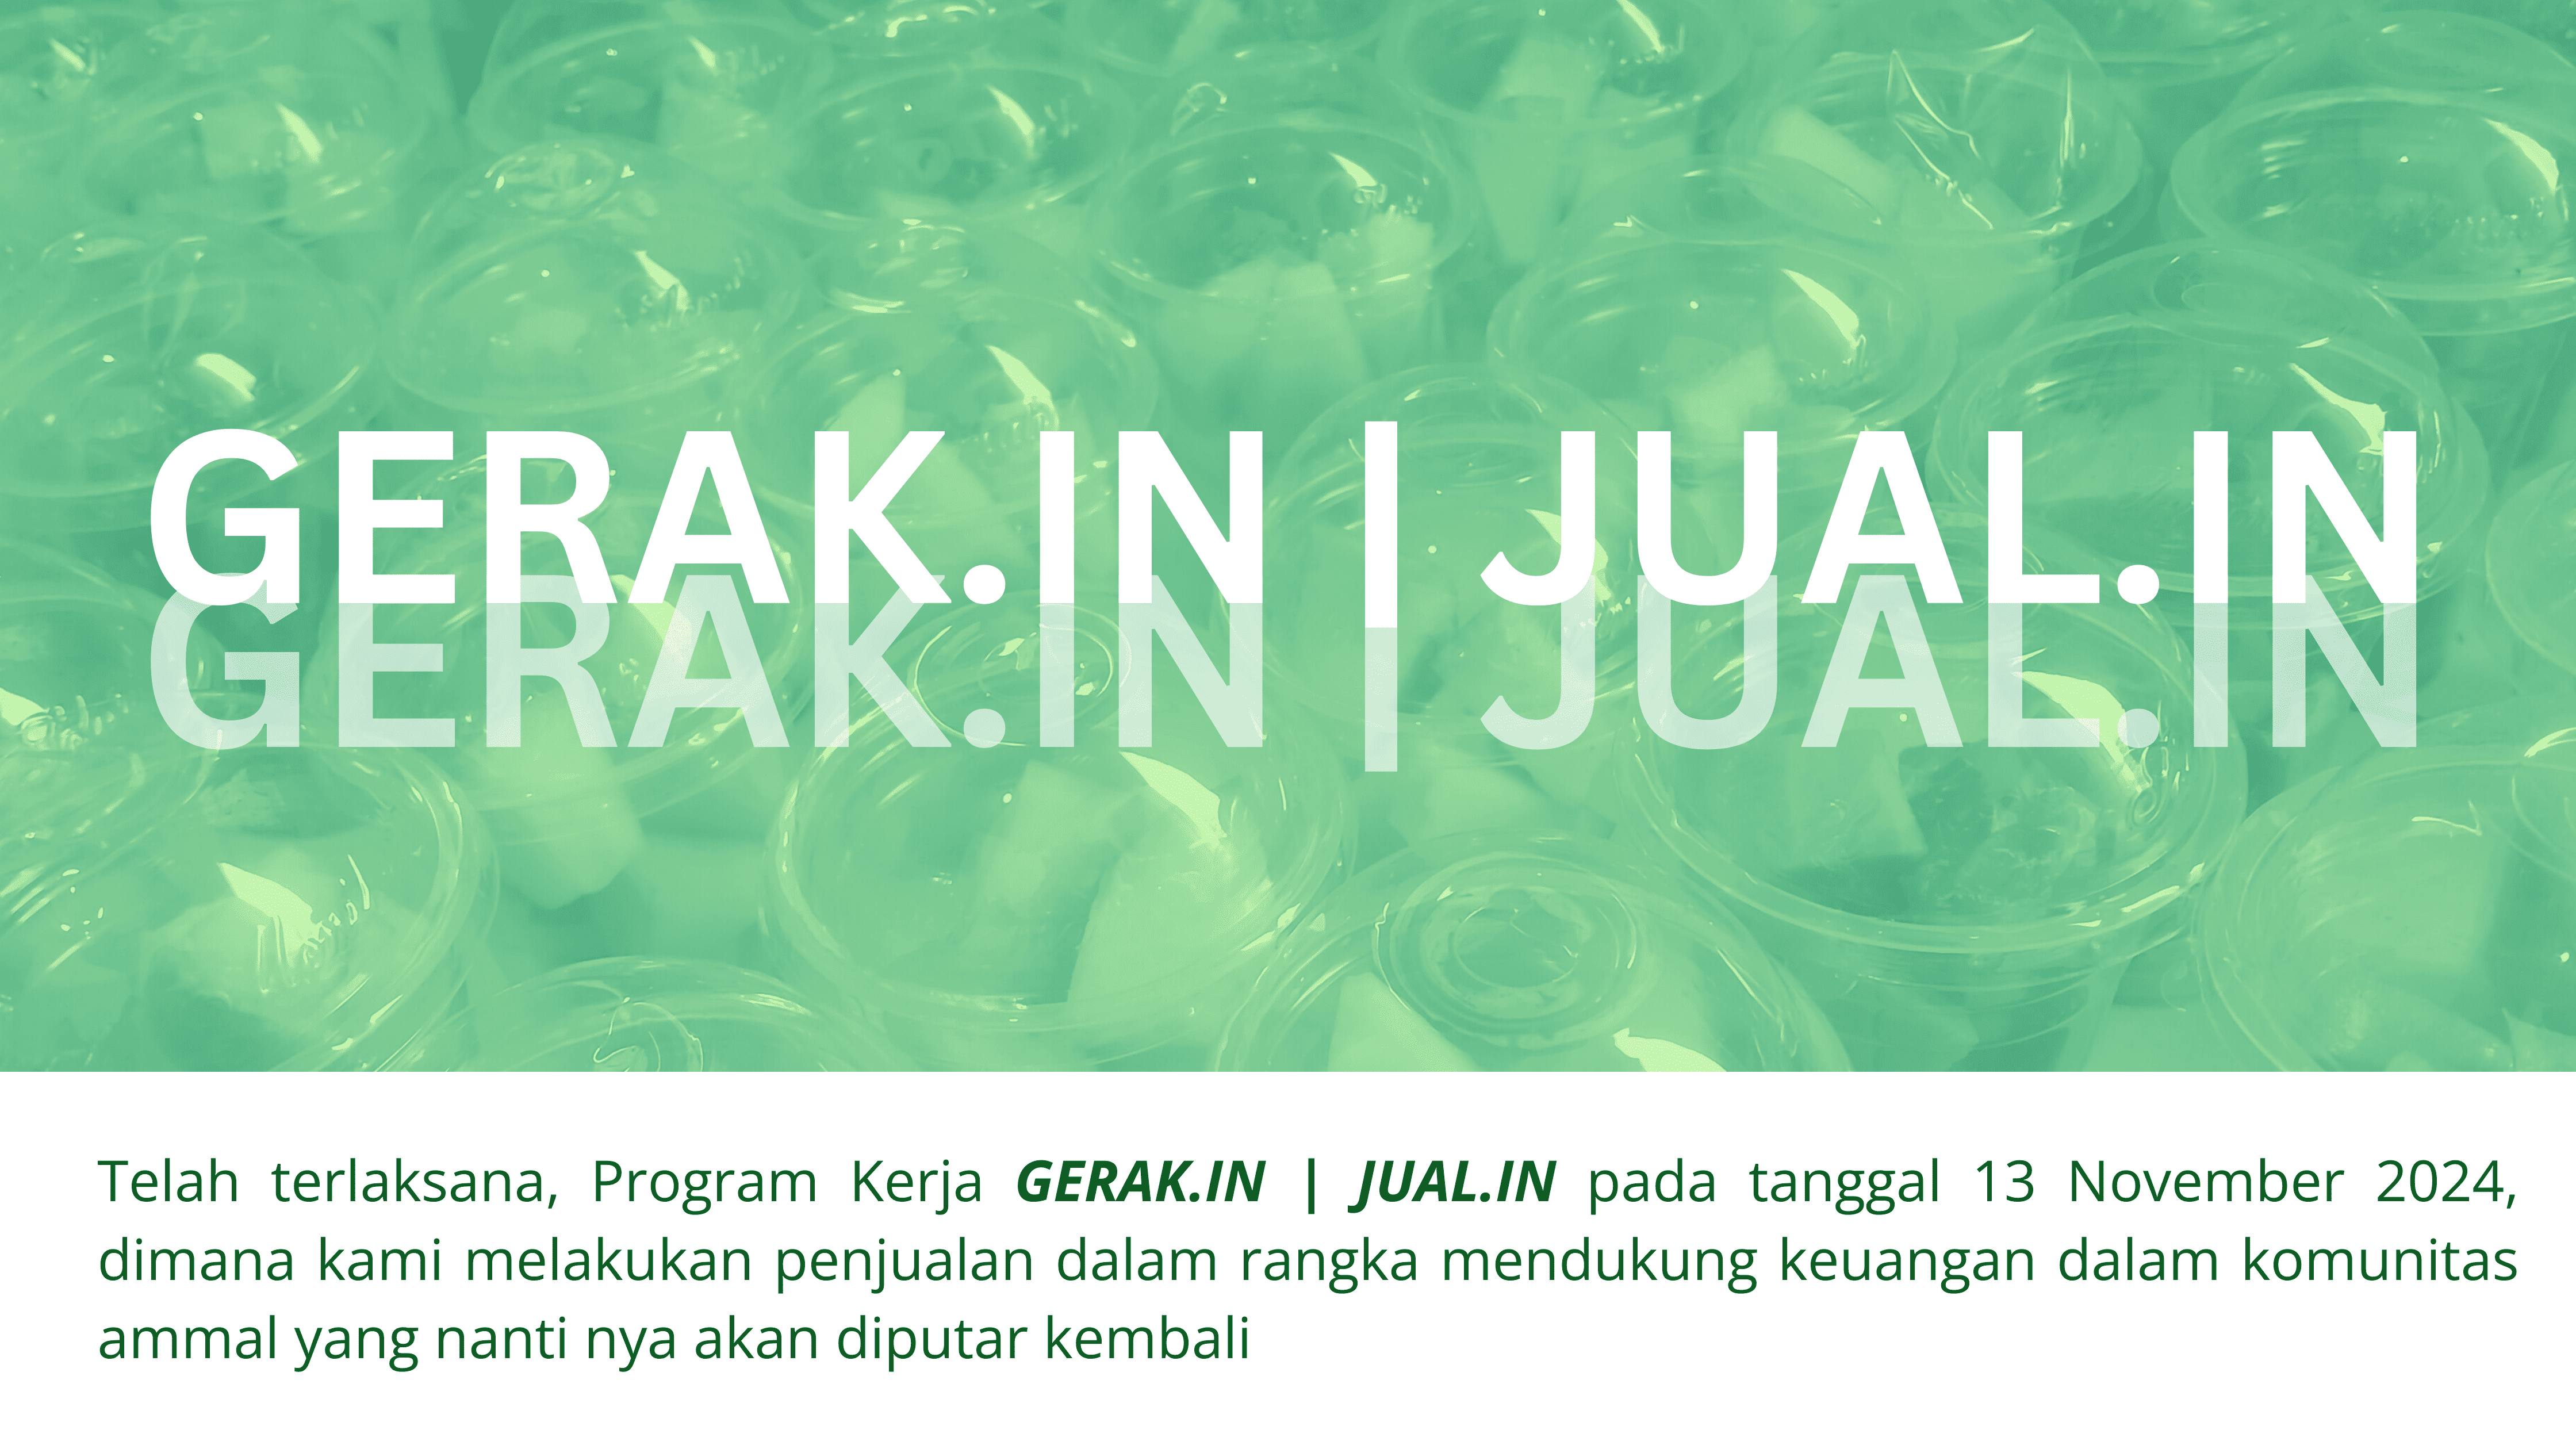 GERAK.IN | JUAL.IN
GERAK.IN | JUAL.IN
Telah terlaksana, Program Kerja GERAK.IN | JUAL.IN pada tanggal 13 November 2024,
dimana kami melakukan penjualan dalam rangka mendukung keuangan dalam komunitas
ammal yang nanti nya akan diputar kembali